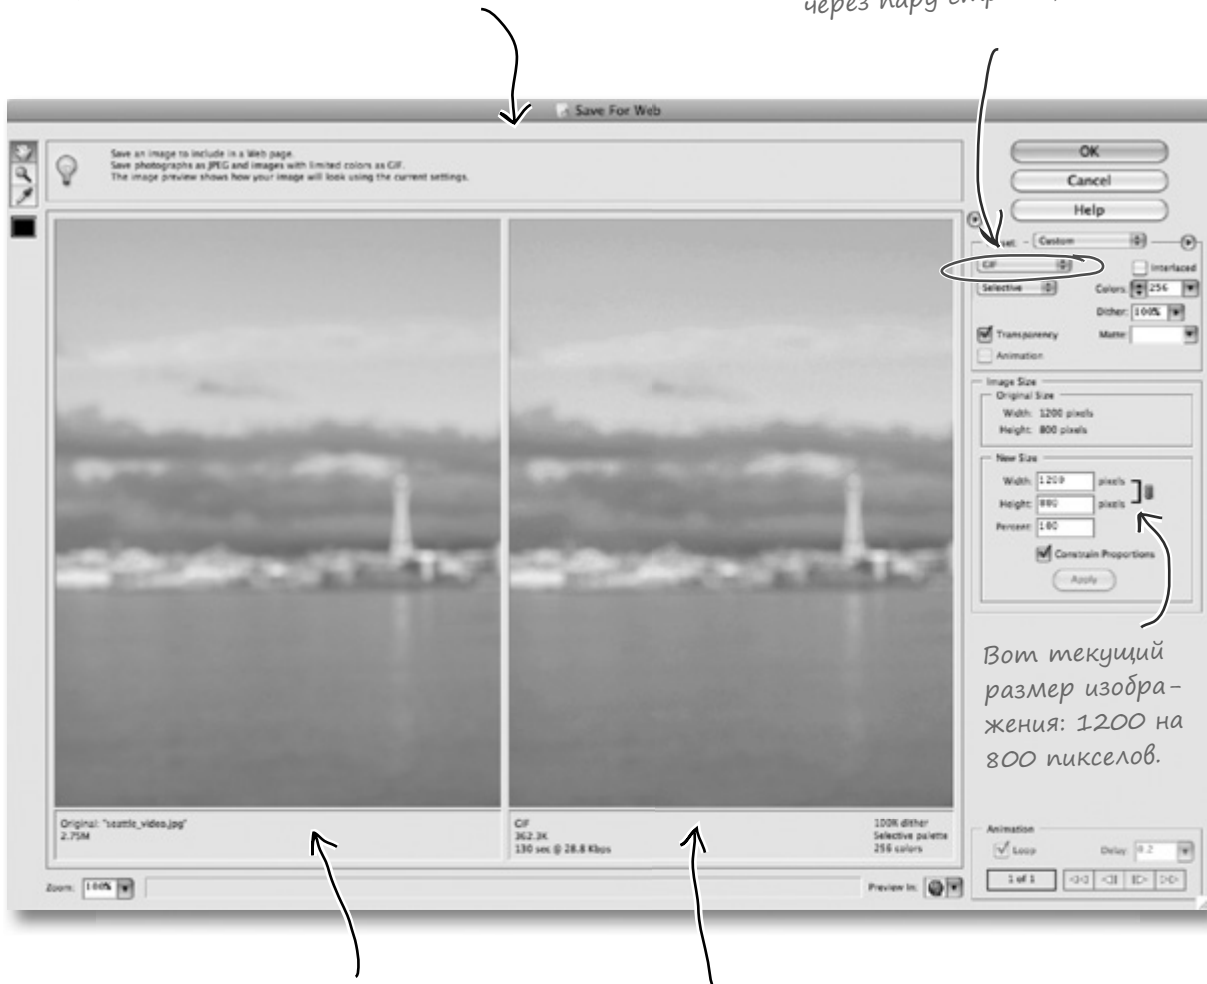 через пару
Save For Web
Save an image to include in a Web page.
Save photographs as JPEG and images with limited colors as GIF.
The image preview shows how your image will look using the current settings.
OK
Cancel
Help
Custom
GIF
Interlaced
Selective
Colors: 256
Dither: 100%
Transparency
Matte:
Animation
Image Size
Original Size
Width: 1200 pixels
Height: 800 pixels
New Size
Width: 1200 pixels
Height: 800 pixels
Percent: 100
Constrain Proportions
Apply
Вот текущий
размер изобра-
жения: 1200 на
800 пикселов.
Original: "seattle_video.jpg"
2.75M
GIF
362.3K
130 sec @ 28.8 Kbps
100% dither
Selective palette
256 colors
Animation
Loop
Delay: 0.2
1 of 1
Zoom: 100%
Preview In: